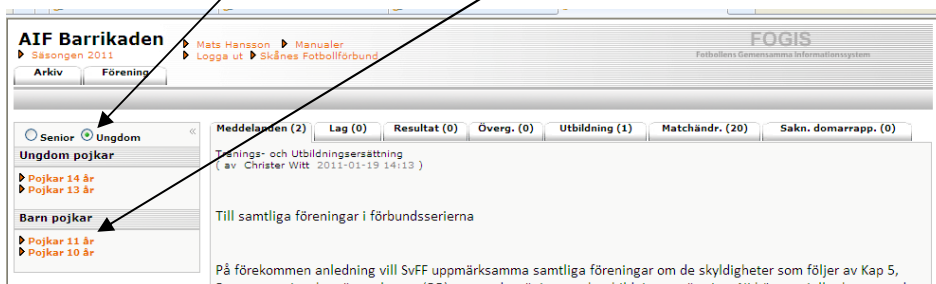 AIF Barrikaden
Säsongen 2011
Mats Hansson Manualer
Logga ut Skånes Fotbollförbund
FOGIS
Fotbollens Gemensamma Informationssystem
Arkiv Förening
Senior Ungdom «
Ungdom pojkar
Pojkar 14 år
Pojkar 13 år
Barn pojkar
Pojkar 11 år
Pojkar 10 år
Meddelanden (2) Lag (0) Resultat (0) Överg. (0) Utbildning (1) Matchändr. (20) Sakn. domarrapp. (0)
Tränings- och Utbildningsersättning
( av Christer Witt 2011-01-19 14:13 )
Till samtliga föreningar i förbundsserierna
På förekommen anledning vill SvFF uppmärksamma samtliga föreningar om de skyldigheter som följer av Kap 5,